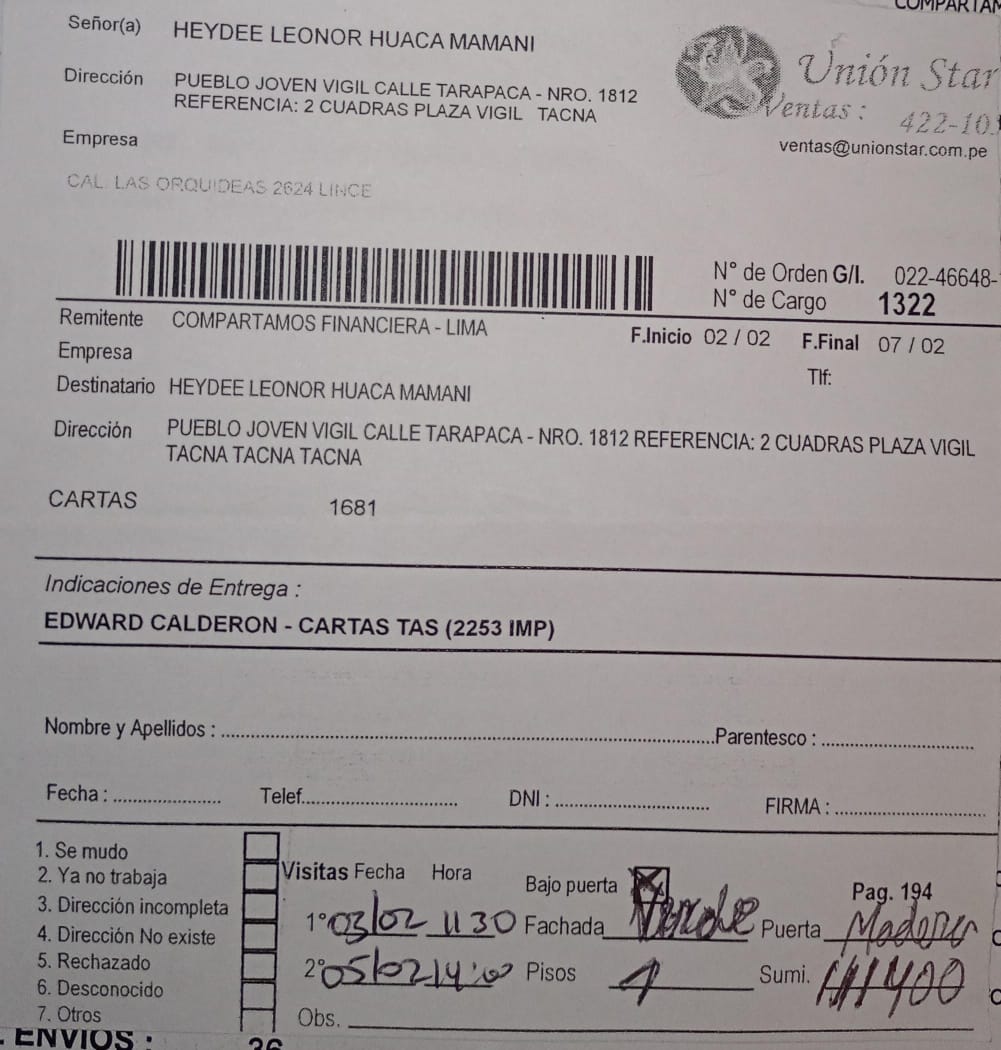 Señor(a) HEYDEE LEONOR HUACA MAMANI
Dirección PUEBLO JOVEN VIGIL CALLE TARAPACA - NRO. 1812
REFERENCIA: 2 CUADRAS PLAZA VIGIL TACNA
Unión Star
Ventas : 422-103
ventas@unionstar.com.pe
Empresa
CAL. LAS ORQUIDEAS 2624 LINCE
N° de Orden G/I. 022-46648-
N° de Cargo 1322
Remitente COMPARTAMOS FINANCIERA - LIMA
F.Inicio 02 / 02 F.Final 07 / 02
Empresa
Tlf:
Destinatario HEYDEE LEONOR HUACA MAMANI
Dirección PUEBLO JOVEN VIGIL CALLE TARAPACA - NRO. 1812 REFERENCIA: 2 CUADRAS PLAZA VIGIL
TACNA TACNA TACNA
CARTAS 1681
Indicaciones de Entrega :
EDWARD CALDERON - CARTAS TAS (2253 IMP)
Nombre y Apellidos : Parentesco :
Fecha : Telef. DNI : FIRMA :
1. Se mudo
2. Ya no trabaja
3. Dirección incompleta
4. Dirección No existe
5. Rechazado
6. Desconocido
7. Otros
Visitas Fecha Hora Bajo puerta X Pag. 194
1° 03/02 11 30 Fachada Verde Puerta Madera
2° 05/02 14:00 Pisos 1 Sumi. 400
Obs.
ENVIOS : 36